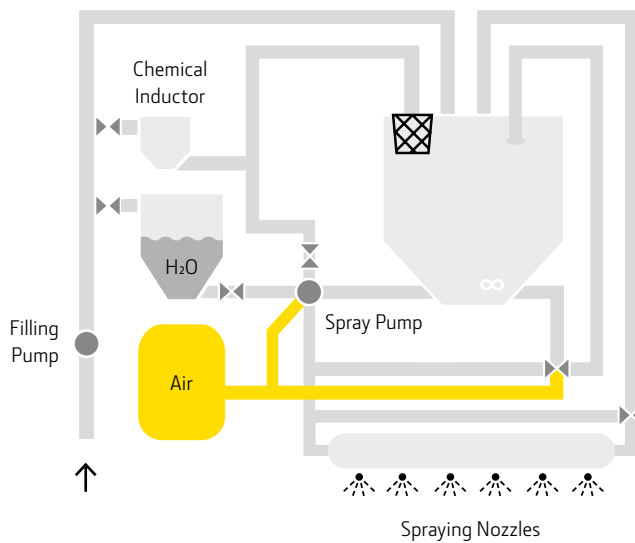 Chemical
Inductor
H₂O
Spray Pump
Filling
Pump
Air
Spraying Nozzles